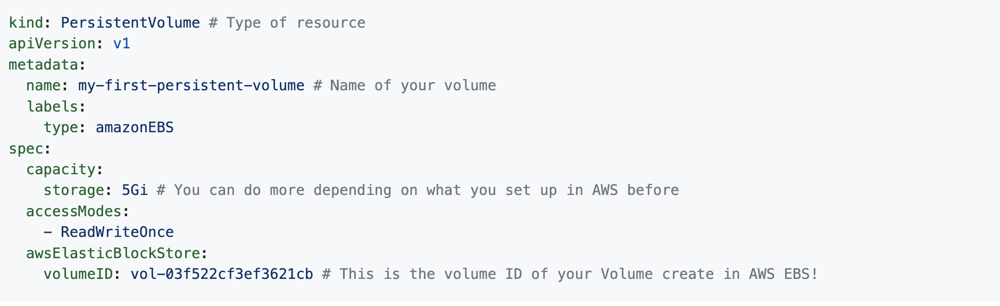 kind: PersistentVolume # Type of resource
apiVersion: v1
metadata:
  name: my-first-persistent-volume # Name of your volume
  labels:
    type: amazonEBS
spec:
  capacity:
    storage: 5Gi # You can do more depending on what you set up in AWS before
  accessModes:
    - ReadWriteOnce
  awsElasticBlockStore:
    volumeID: vol-03f522cf3ef3621cb # This is the volume ID of your Volume create in AWS EBS!